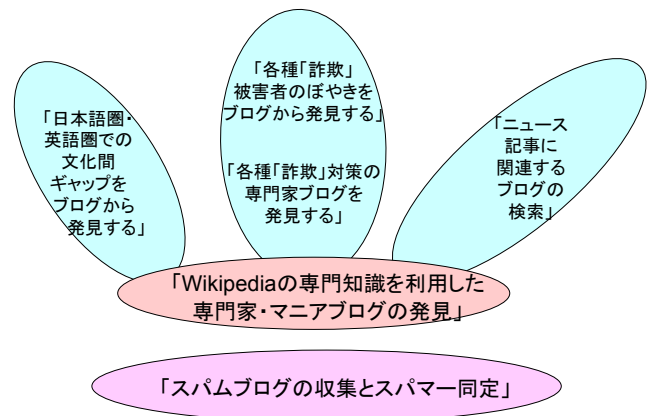 「日本語圏・
英語圏での
文化間
ギャップを
ブログから
発見する」
「各種「詐欺」
被害者のぼやきを
ブログから発見する」
「各種「詐欺」対策の
専門家ブログを
発見する」
「ニュース
記事に
関連する
ブログの
検索」
「Wikipediaの専門知識を利用した
専門家・マニアブログの発見」
「スパムブログの収集とスパマー同定」